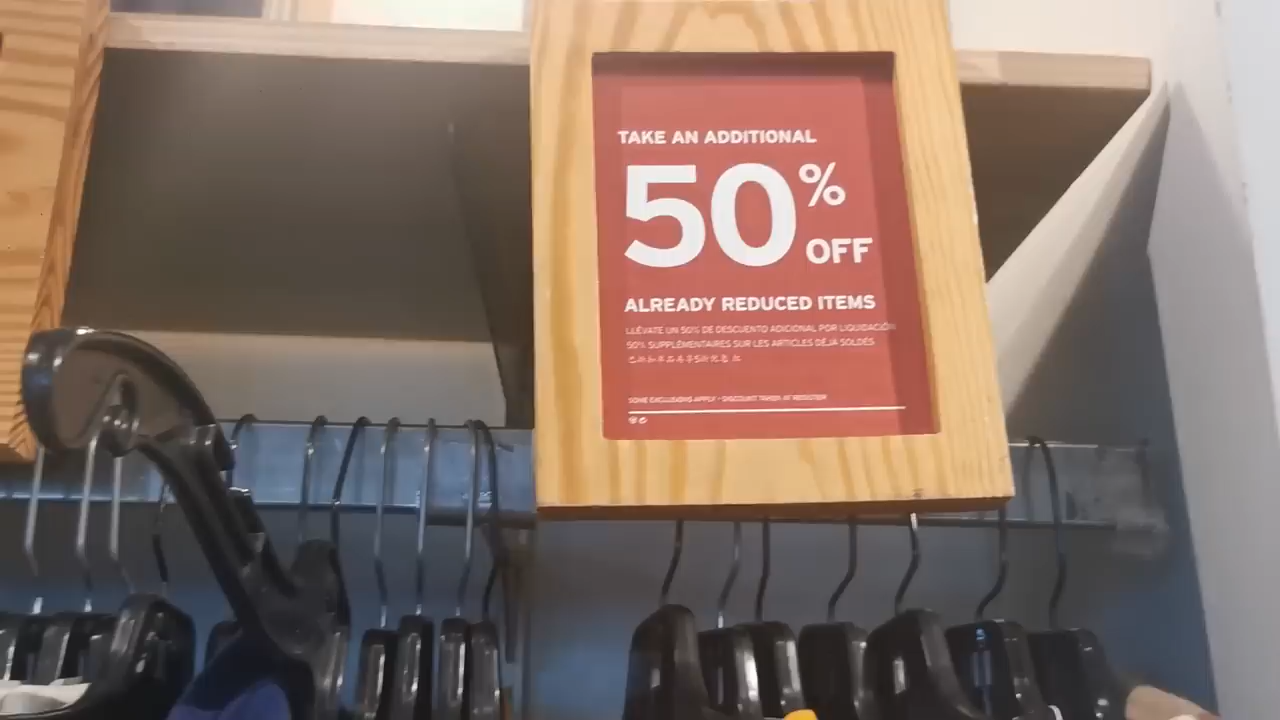 TAKE AN ADDITIONAL
50%
OFF
ALREADY REDUCED ITEMS
LLÉVATE UN 50% DE DESCUENTO ADICIONAL POR LIQUIDACIÓN
50% SUPPLÉMENTAIRES SUR LES ARTICLES DÉJÀ SOLDÉS
SOME EXCLUSIONS APPLY • DISCOUNT TAKEN AT REGISTER